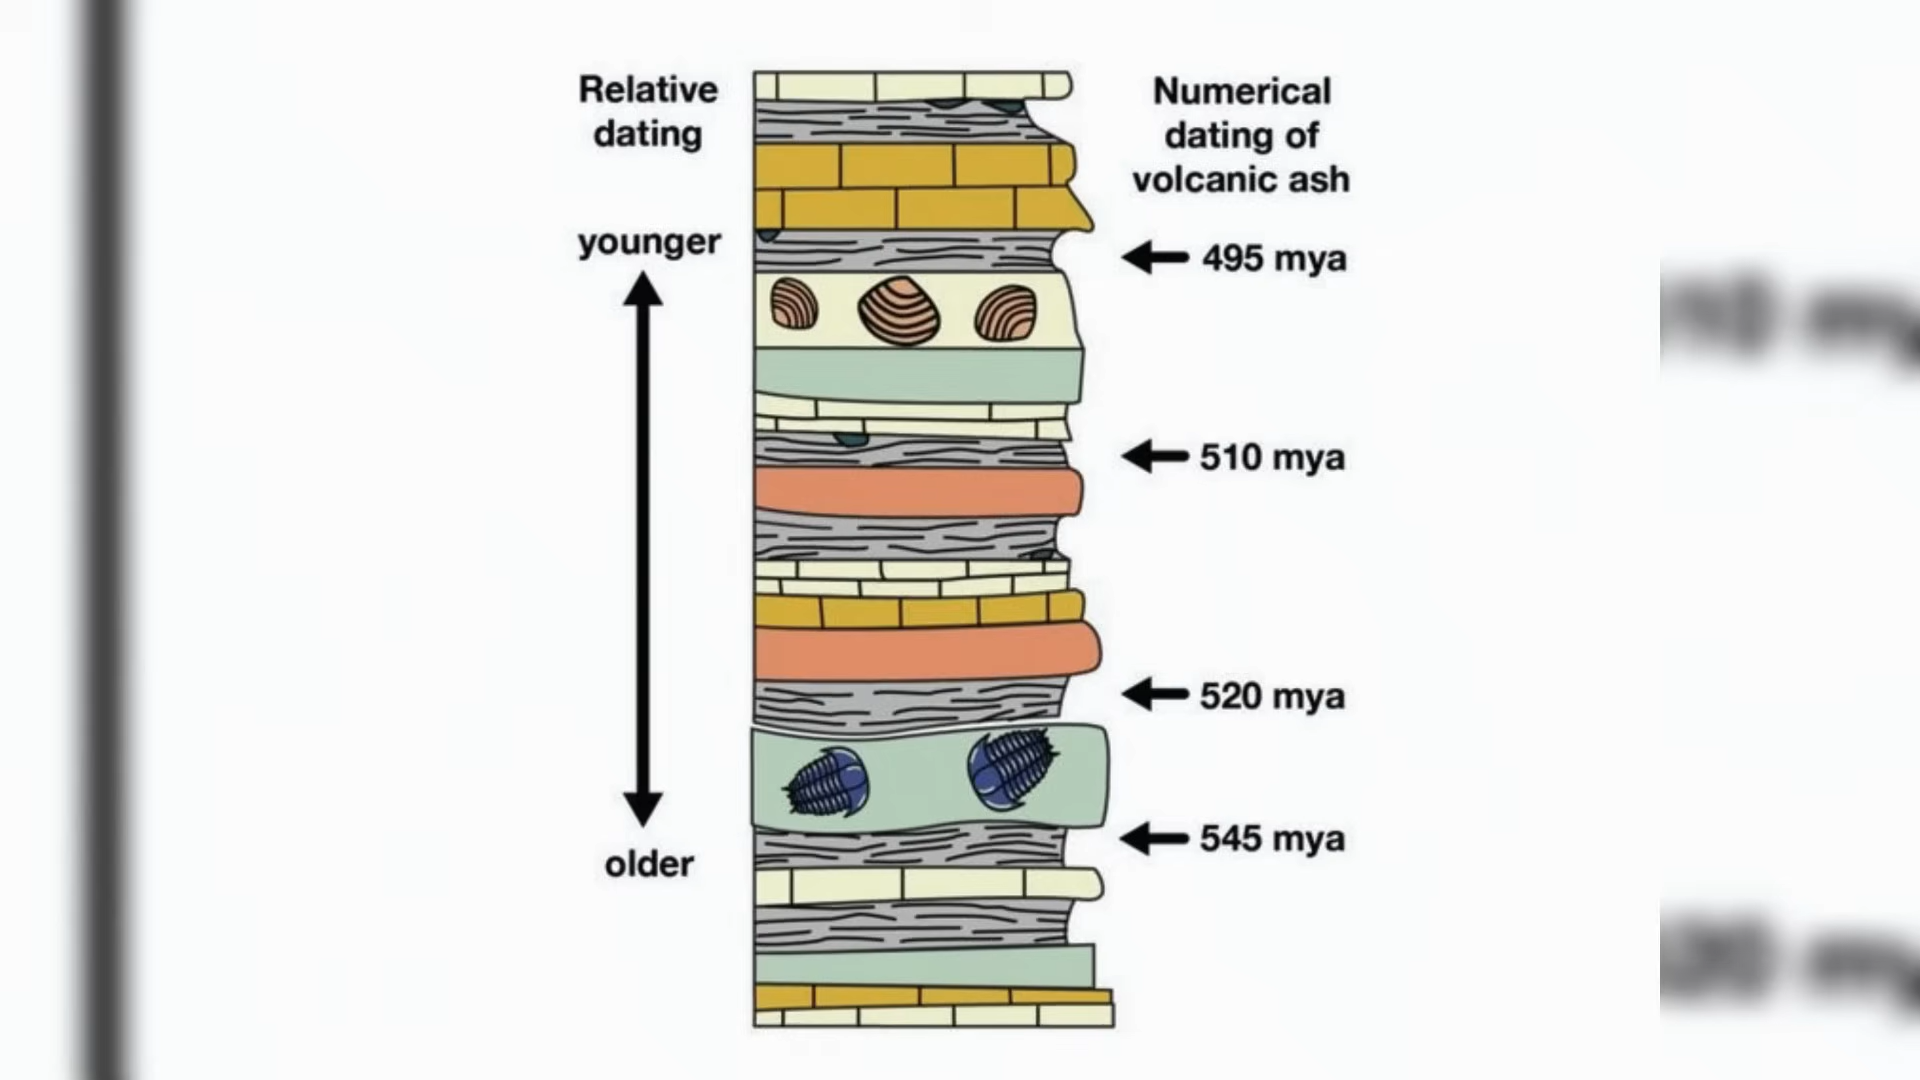 Relative
dating
younger
older
Numerical
dating of
volcanic ash
495 mya
510 mya
520 mya
545 mya